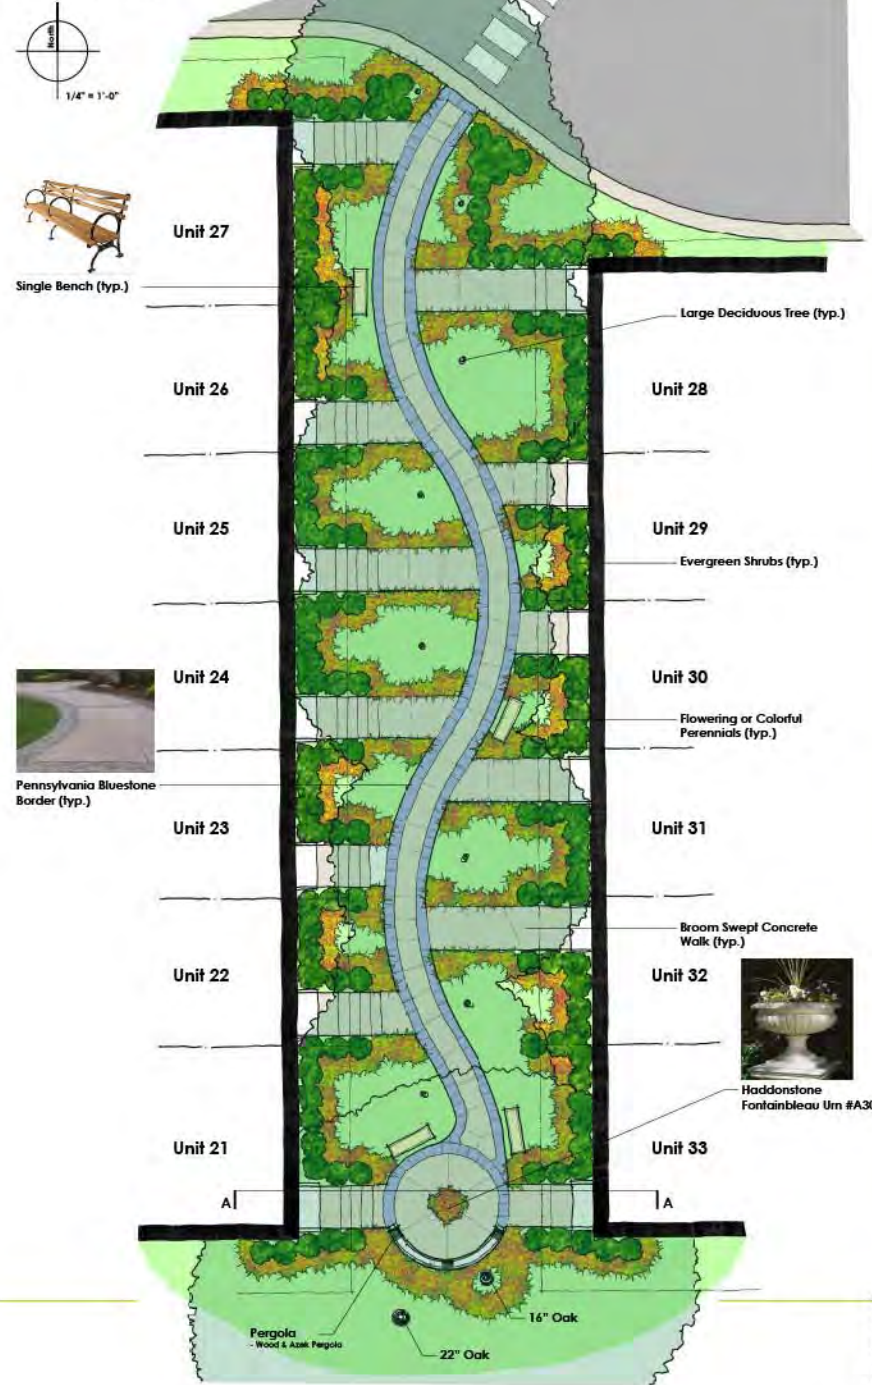 North
1/4" = 1'-0"
Unit 27
Single Bench (typ.)
Large Deciduous Tree (typ.)
Unit 26
Unit 28
Unit 25
Unit 29
Evergreen Shrubs (typ.)
Unit 24
Unit 30
Flowering or Colorful
Perennials (typ.)
Pennsylvania Bluestone
Border (typ.)
Unit 23
Unit 31
Broom Swept Concrete
Walk (typ.)
Unit 22
Unit 32
Haddonstone
Fontainbleau Urn #A30
Unit 21
Unit 33
A
A
16" Oak
Pergola
- Wood & Azek Pergola
22" Oak